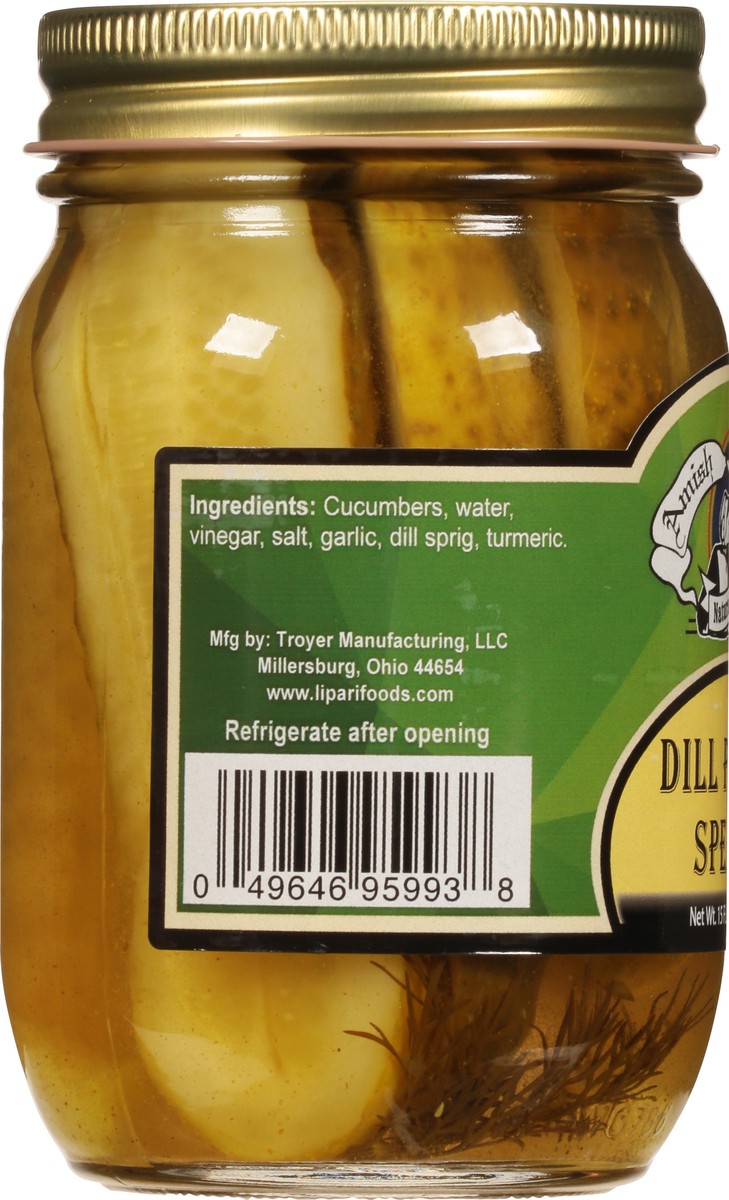 Ingredients: Cucumbers, water,
vinegar, salt, garlic, dill sprig, turmeric.
Mfg by: Troyer Manufacturing, LLC
Millersburg, Ohio 44654
www.liparifoods.com
Refrigerate after opening
0 49646 95993 8
Amish
DILL
Net Wt. 15